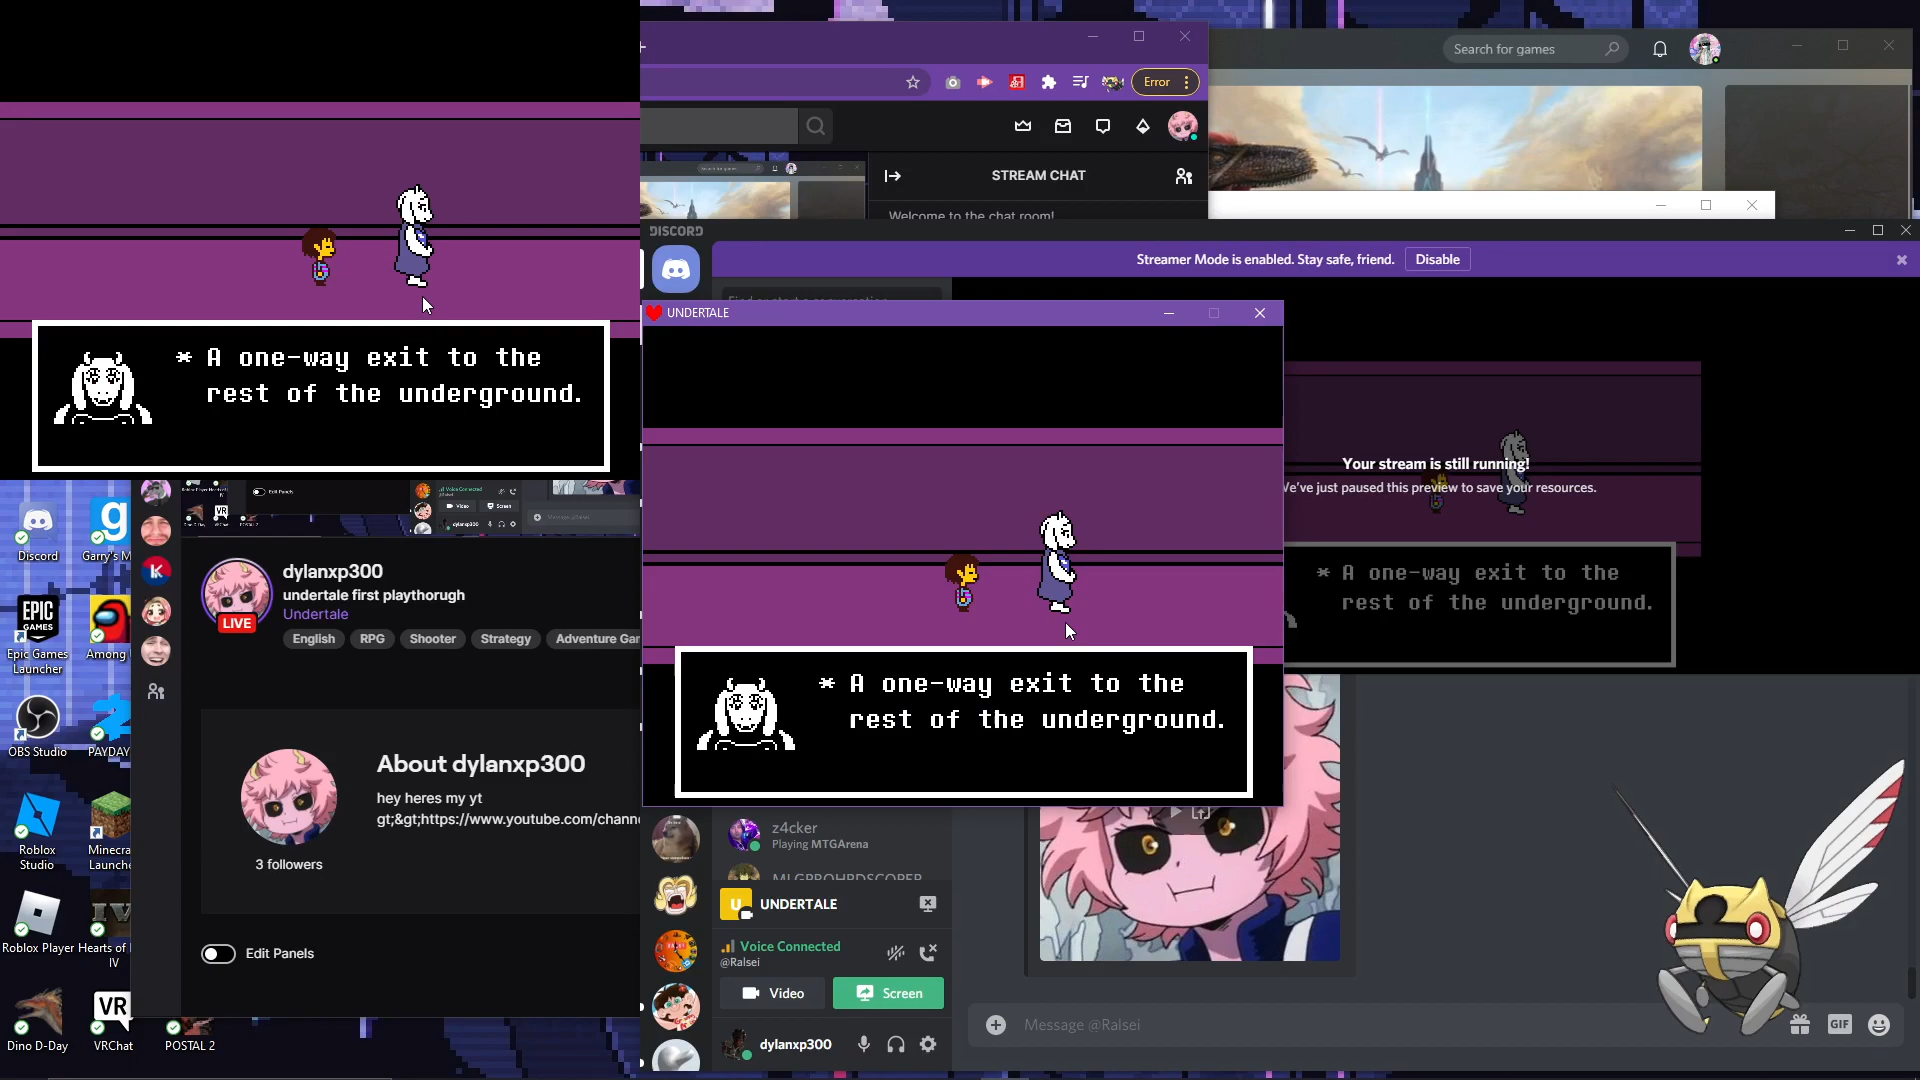 * A one-way exit to the
rest of the underground.
Error
Search for games
STREAM CHAT
Welcome to the chat room!
DISCORD
Streamer Mode is enabled. Stay safe, friend.
Disable
Find or start a conversation
UNDERTALE
* A one-way exit to the
rest of the underground.
Your stream is still running!
We've just paused this preview to save your resources.
* A one-way exit to the
rest of the underground.
Discord
Garry's M
Epic Games
Launcher
Among
OBS Studio
PAYDAY
Roblox
Studio
Minecra
Launche
Roblox Player
Hearts of
IV
Dino D-Day
VRChat
POSTAL 2
dylanxp300
undertale first playthorugh
Undertale
LIVE
English
RPG
Shooter
Strategy
Adventure Gar
About dylanxp300
hey heres my yt
gt;&gt;https://www.youtube.com/channe
3 followers
Edit Panels
z4cker
Playing MTGArena
UNDERTALE
Voice Connected
@Ralsei
Video
Screen
dylanxp300
Message @Ralsei
GIF